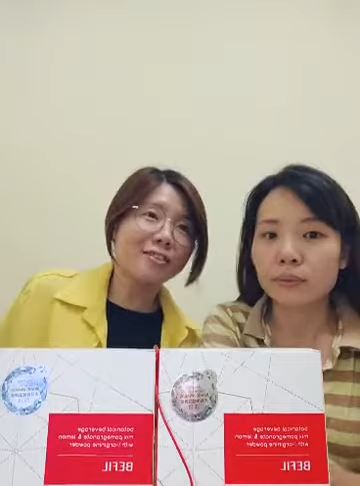 botanical beverage
mix pomegranate & lemon
with l-arginine powder
BEFIL
botanical beverage
mix pomegranate & lemon
with l-arginine powder
BEFIL